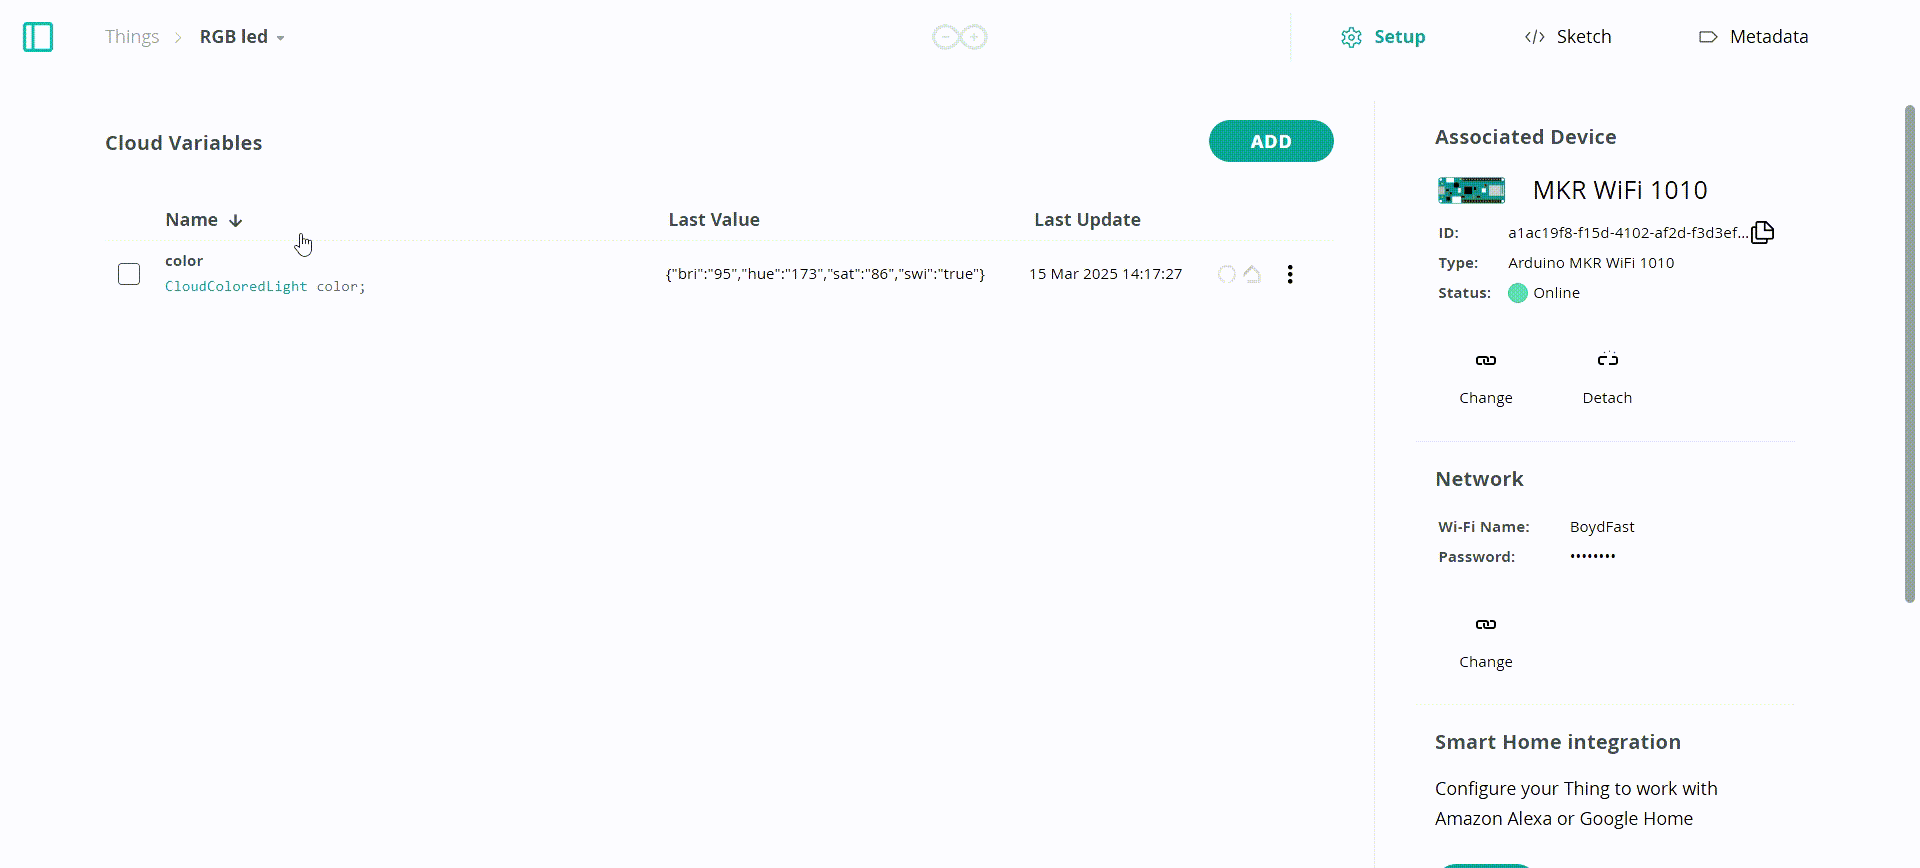 Things > RGB led
Setup
</> Sketch
Metadata
Cloud Variables
ADD
Name ↓ Last Value Last Update
color
CloudColoredLight color;
{"bri":"95","hue":"173","sat":"86","swi":"true"} 15 Mar 2025 14:17:27
Associated Device
MKR WiFi 1010
ID: a1ac19f8-f15d-4102-af2d-f3d3ef...
Type: Arduino MKR WiFi 1010
Status: Online
Change Detach
Network
Wi-Fi Name: BoydFast
Password: ••••••••
Change
Smart Home integration
Configure your Thing to work with
Amazon Alexa or Google Home